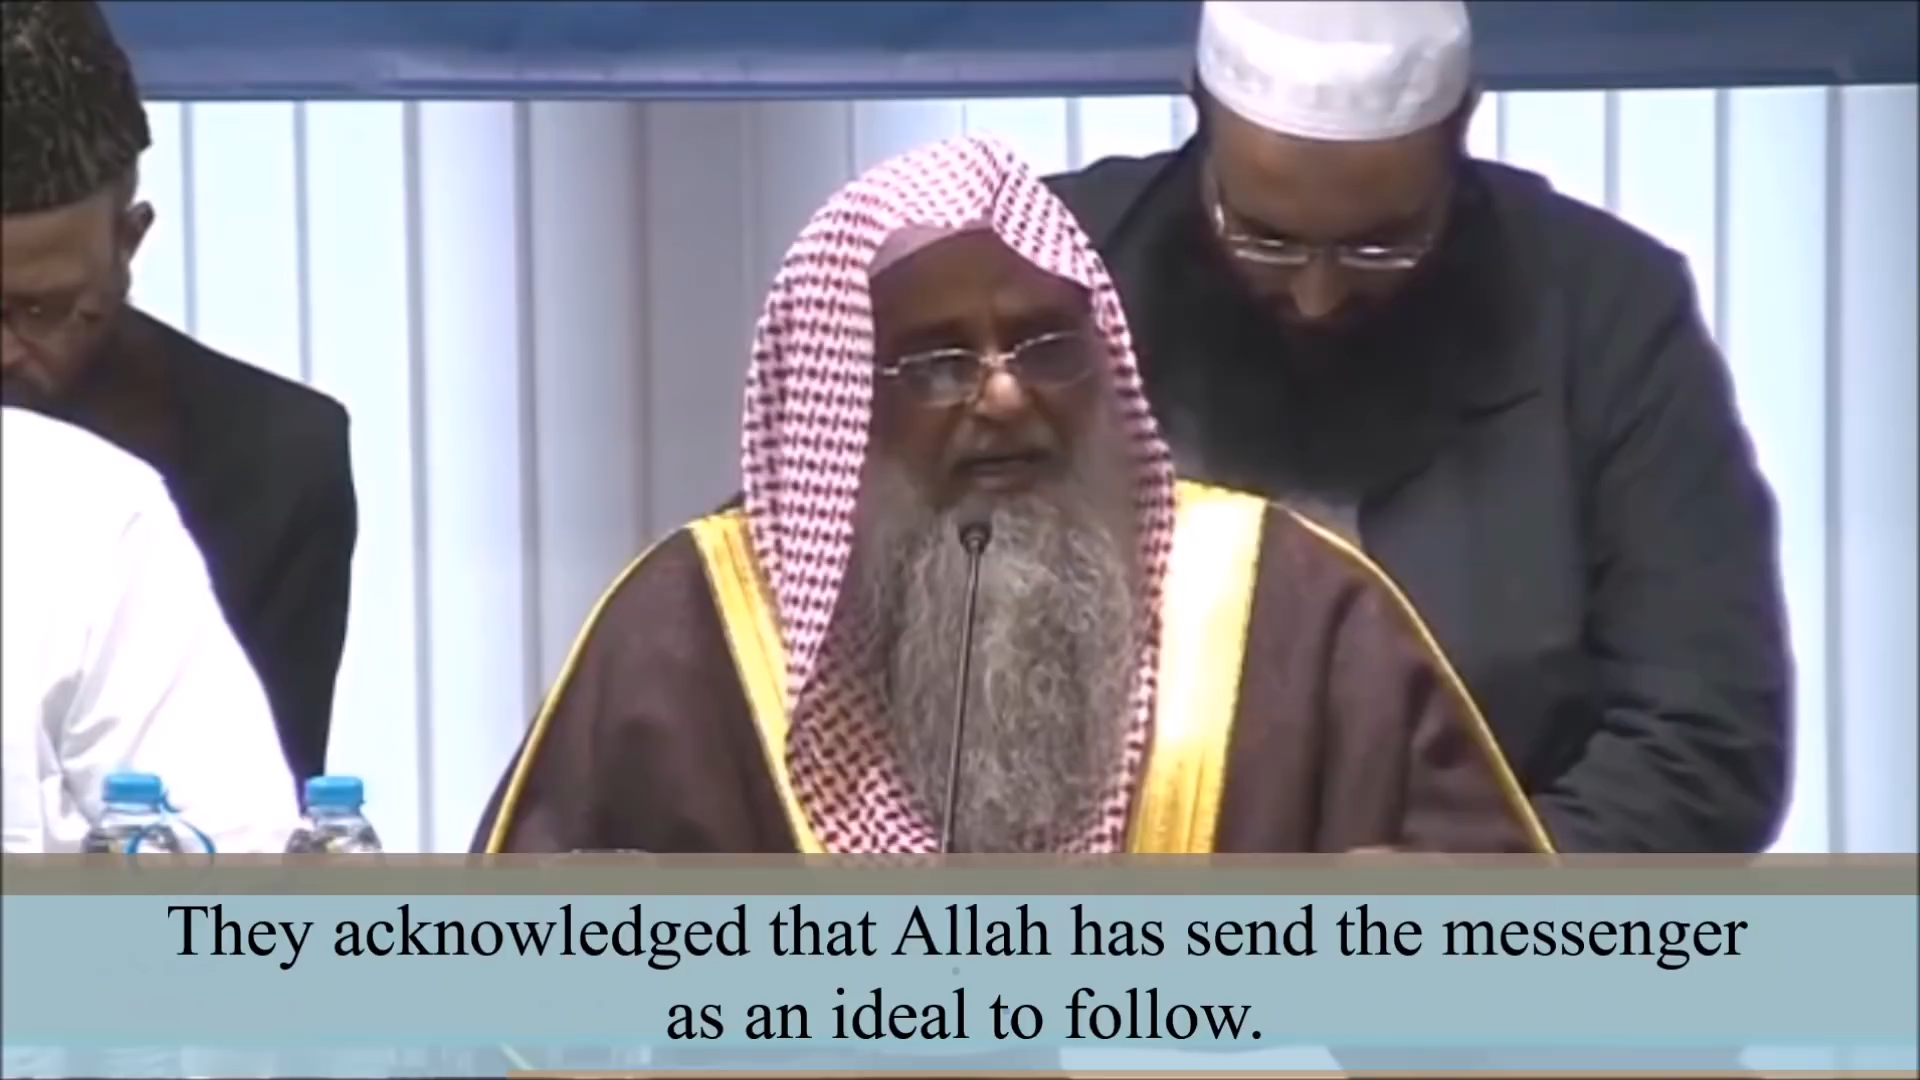 They acknowledged that Allah has send the messenger
as an ideal to follow.